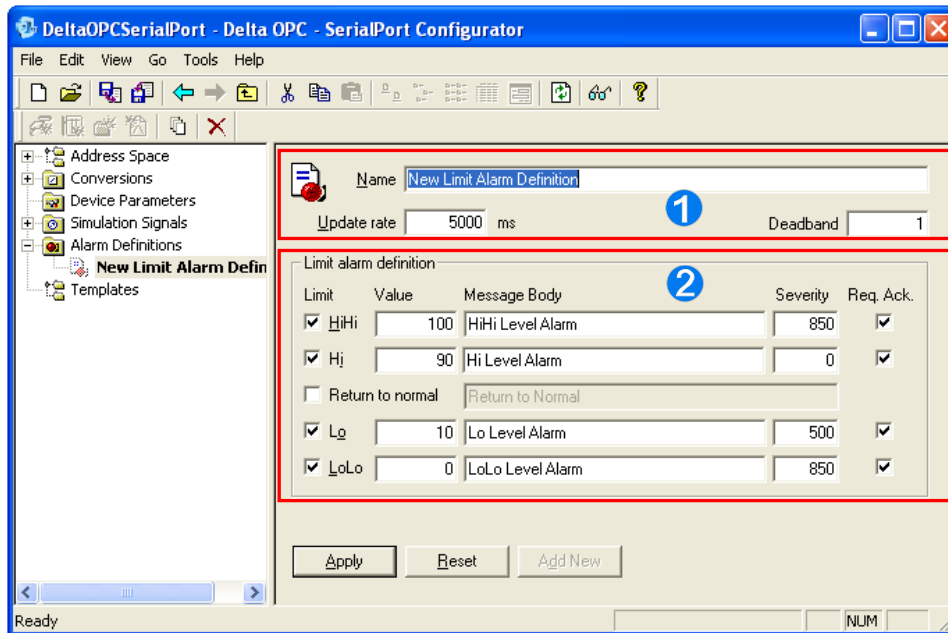 DeltaOPCSerialPort - Delta OPC - SerialPort Configurator
File Edit View Go Tools Help
Address Space
Conversions
Device Parameters
Simulation Signals
Alarm Definitions
New Limit Alarm Defin
Templates
Name New Limit Alarm Definition
1
Update rate 5000 ms Deadband 1
Limit alarm definition
2
Limit Value Message Body Severity Req. Ack.
HiHi 100 HiHi Level Alarm 850
Hi 90 Hi Level Alarm 0
Return to normal Return to Normal
Lo 10 Lo Level Alarm 500
LoLo 0 LoLo Level Alarm 850
Apply Reset Add New
Ready NUM